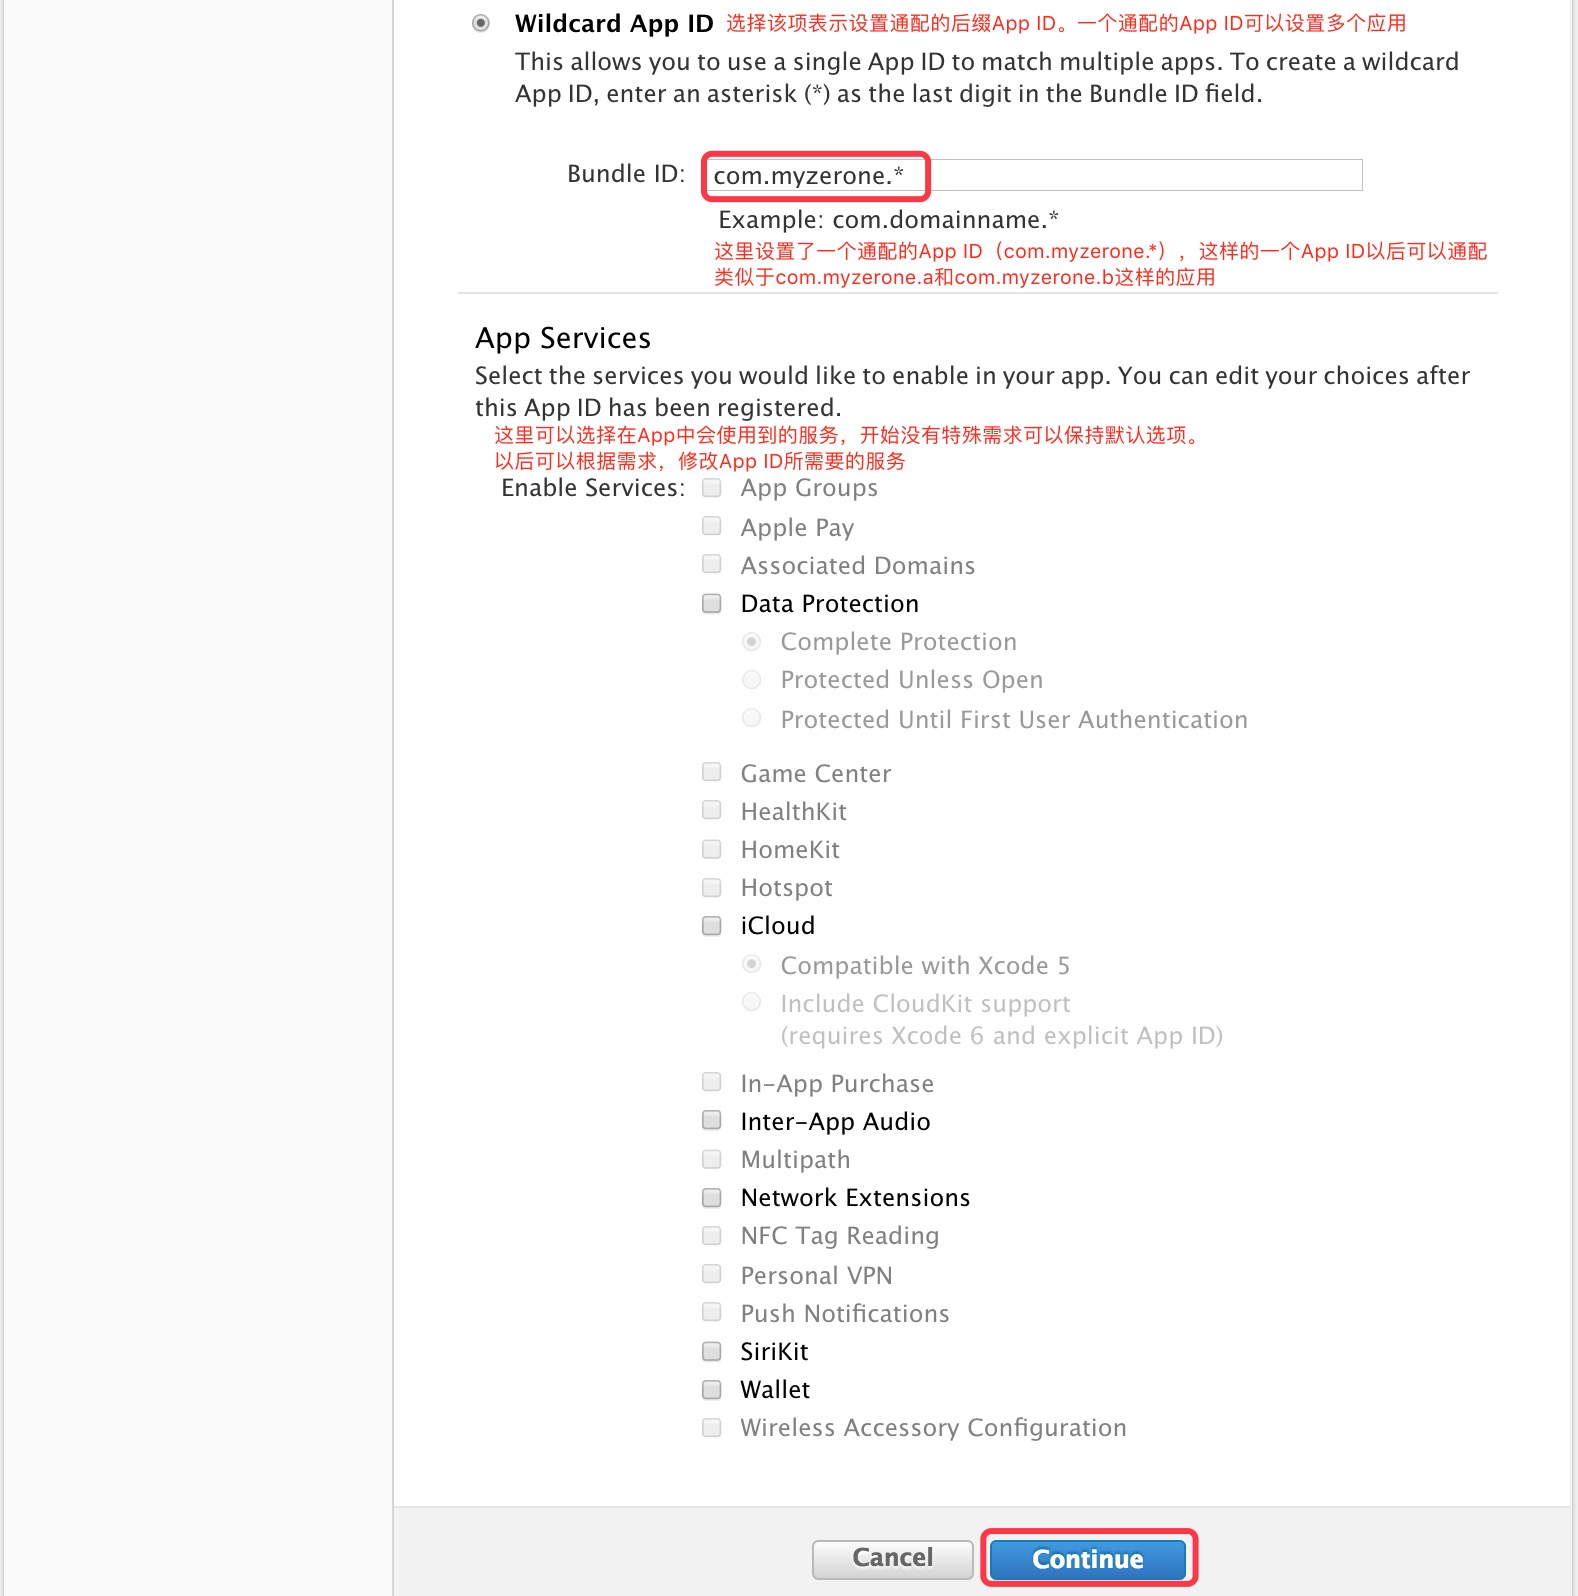 Wildcard App ID 选择该项表示设置通配的后缀App ID。一个通配的App ID可以设置多个应用
This allows you to use a single App ID to match multiple apps. To create a wildcard
App ID, enter an asterisk (*) as the last digit in the Bundle ID field.
Bundle ID: com.myzerone.*
Example: com.domainname.*
这里设置了一个通配的App ID（com.myzerone.*），这样的一个App ID以后可以通配
类似于com.myzerone.a和com.myzerone.b这样的应用
App Services
Select the services you would like to enable in your app. You can edit your choices after
this App ID has been registered.
这里可以选择在App中会使用到的服务，开始没有特殊需求可以保持默认选项。
以后可以根据需求，修改App ID所需要的服务
Enable Services: App Groups
Apple Pay
Associated Domains
Data Protection
Complete Protection
Protected Unless Open
Protected Until First User Authentication
Game Center
HealthKit
HomeKit
Hotspot
iCloud
Compatible with Xcode 5
Include CloudKit support
(requires Xcode 6 and explicit App ID)
In-App Purchase
Inter-App Audio
Multipath
Network Extensions
NFC Tag Reading
Personal VPN
Push Notifications
SiriKit
Wallet
Wireless Accessory Configuration
Cancel Continue